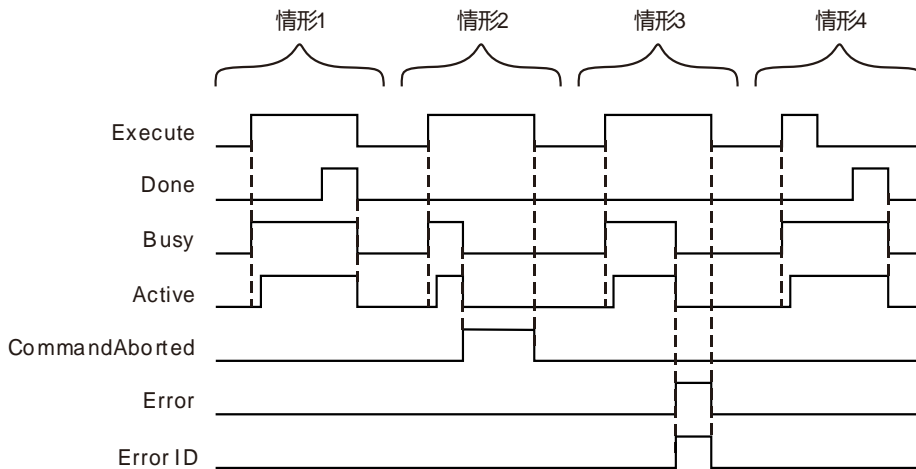 情形1 情形2 情形3 情形4
Execute
Done
Busy
Active
CommandAborted
Error
Error ID